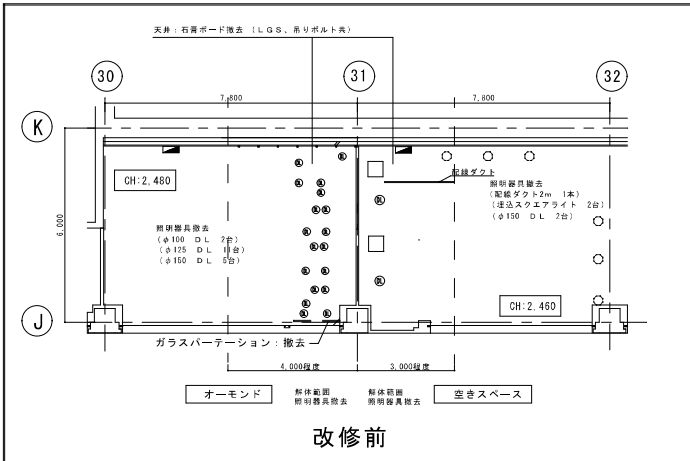 天井：石膏ボード撤去 （ＬＧＳ、吊りボルト共）
30
31
32
7.800
7.800
K
配線ダクト
CH:2,480
照明器具撤去
（配線ダクト2m 1本）
（埋込スクエアライト 2台）
（φ150 ＤＬ 2台）
照明器具撤去
（φ100 ＤＬ 2台）
（φ125 ＤＬ 11台）
（φ150 ＤＬ 5台）
6.000
CH:2.460
J
ガラスパーテーション：撤去
4.000程度
3.000程度
オーモンド
解体範囲
照明器具撤去
解体範囲
照明器具撤去
空きスペース
改修前